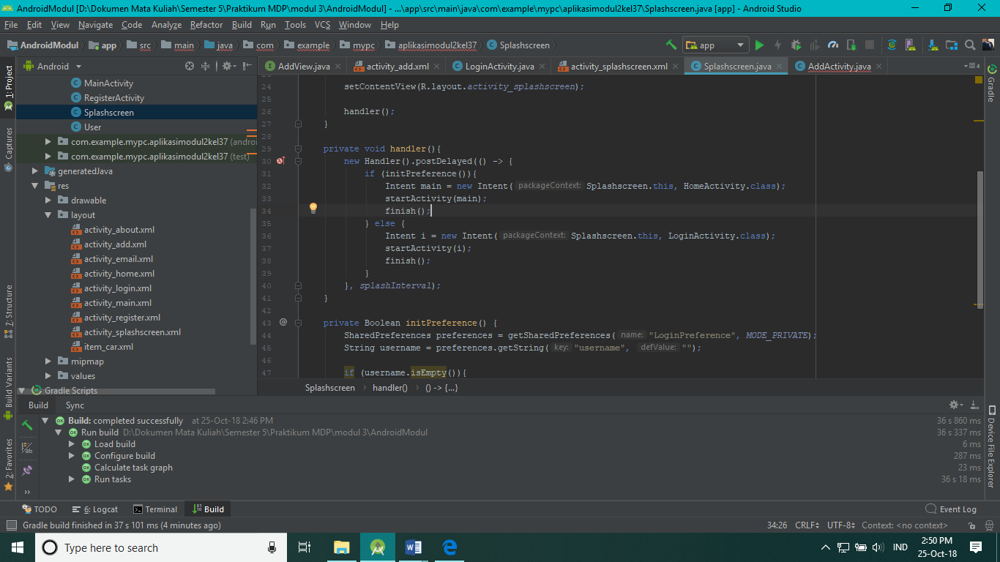 AndroidModul [D:\Dokumen Mata Kuliah\Semester 5\Praktikum MDP\modul 3\AndroidModul] - ...\app\src\main\java\com\example\mypc\aplikasimodul2kel37\Splashscreen.java [app] - Android Studio
File Edit View Navigate Code Analyze Refactor Build Run Tools VCS Window Help
AndroidModul app src main java com example mypc aplikasimodul2kel37 Splashscreen app
Android
AddView.java activity_add.xml LoginActivity.java activity_splashscreen.xml Splashscreen.java AddActivity.java 4
1: Project
Captures
7: Structure
Build Variants
2: Favorites
MainActivity
RegisterActivity
Splashscreen
User
com.example.mypc.aplikasimodul2kel37 (androi
com.example.mypc.aplikasimodul2kel37 (test)
generatedJava
res
drawable
layout
activity_about.xml
activity_add.xml
activity_email.xml
activity_home.xml
activity_login.xml
activity_main.xml
activity_register.xml
activity_splashscreen.xml
item_car.xml
mipmap
values
Gradle Scripts
23
24 setContentView(R.layout.activity_splashscreen);
25
26 handler();
27 }
28
29 private void handler(){
30 new Handler().postDelayed(() -> {
31 if (initPreference()){
32 Intent main = new Intent( packageContext: Splashscreen.this, HomeActivity.class);
33 startActivity(main);
34 finish();
35 } else {
36 Intent i = new Intent( packageContext: Splashscreen.this, LoginActivity.class);
37 startActivity(i);
38 finish();
39 }
40 }, splashInterval);
41 }
42
43 @ private Boolean initPreference() {
44 SharedPreferences preferences = getSharedPreferences( name: "LoginPreference", MODE_PRIVATE);
45 String username = preferences.getString( key: "username", defValue: "");
46
47 if (username.isEmpty()){
Splashscreen handler() () -> {...}
Gradle
Device File Explorer
Build Sync
Build: completed successfully at 25-Oct-18 2:46 PM 36 s 860 ms
Run build D:\Dokumen Mata Kuliah\Semester 5\Praktikum MDP\modul 3\AndroidModul 36 s 337 ms
Load build 6 ms
Configure build 287 ms
Calculate task graph 23 ms
Run tasks 36 s 18 ms
TODO 6: Logcat Terminal Build Event Log
Gradle build finished in 37 s 101 ms (4 minutes ago) 34:26 CRLF UTF-8 Context: <no context>
Type here to search IND 2:50 PM
25-Oct-18